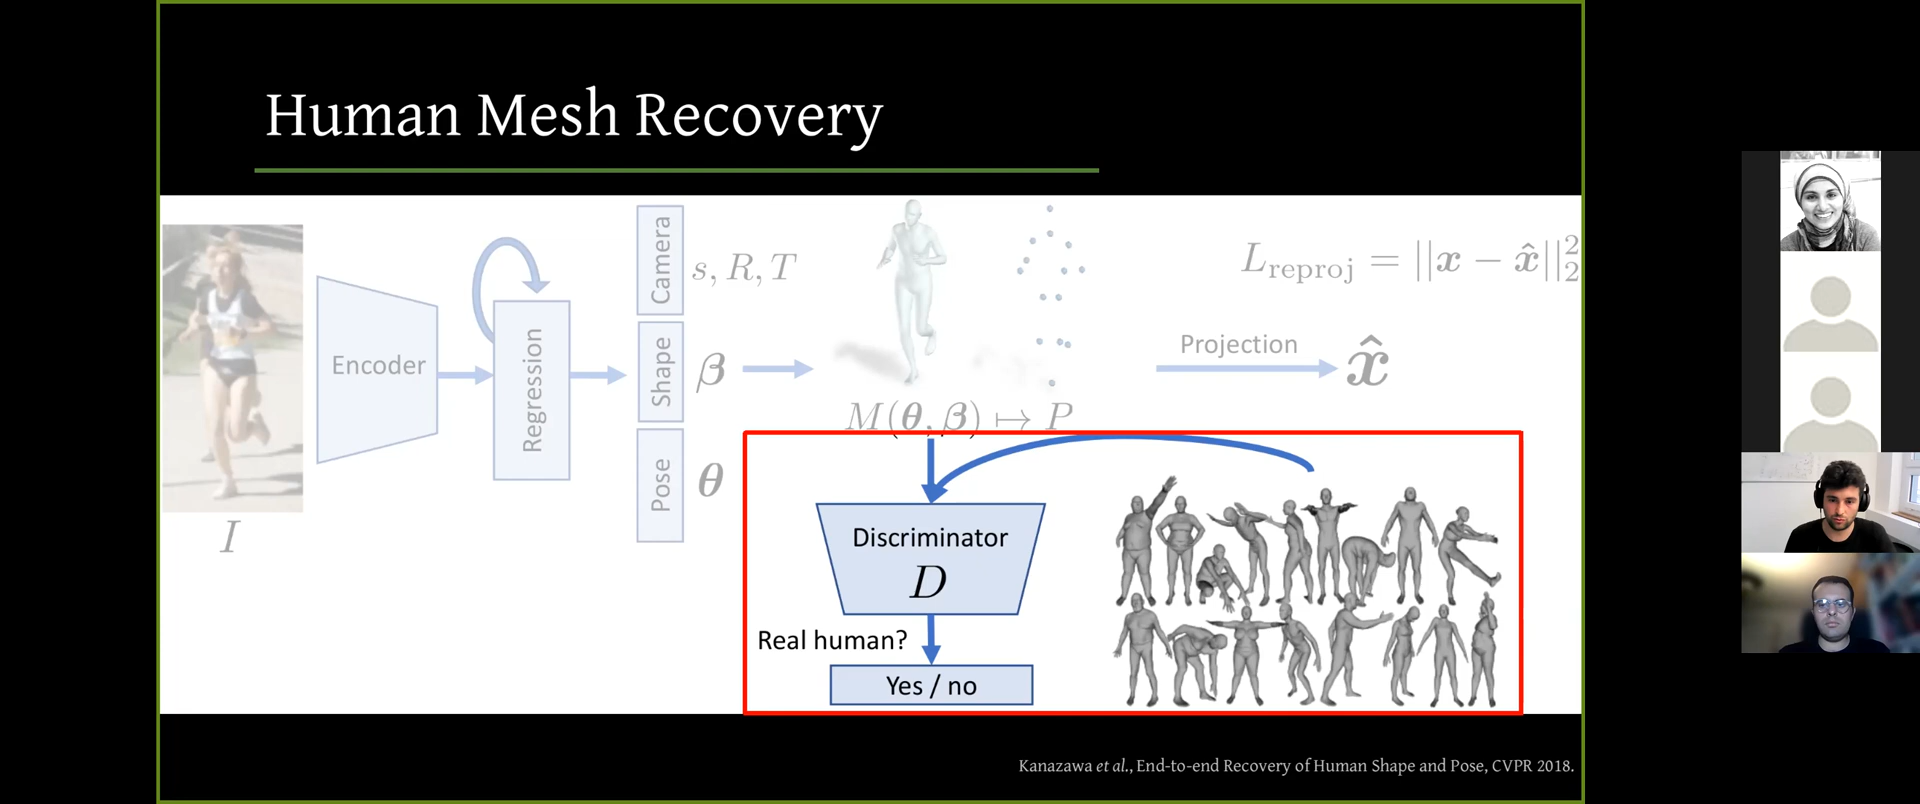 Human Mesh Recovery
I
Encoder
Regression
Camera
s, R, T
Shape
β
Pose
θ
M(θ, β) ↦ P
Projection
x̂
L_reproj = ||x − x̂||₂²
Discriminator
D
Real human?
Yes / no
Kanazawa et al., End-to-end Recovery of Human Shape and Pose, CVPR 2018.